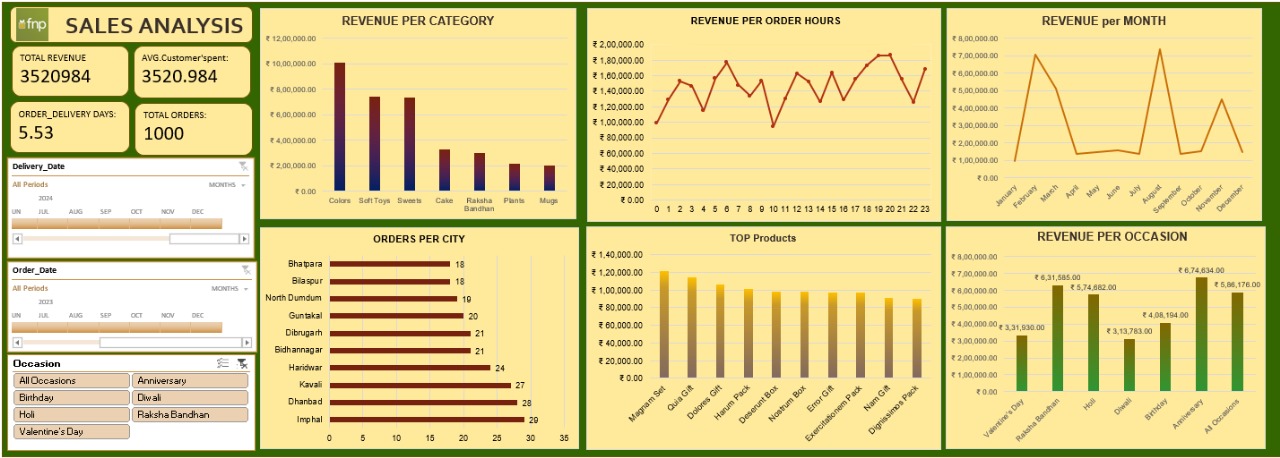 fnp
SALES ANALYSIS
TOTAL REVENUE
3520984
AVG.Customer'spent:
3520.984
ORDER_DELIVERY DAYS:
5.53
TOTAL ORDERS:
1000
Delivery_Date
All Periods
MONTHS
2024
UN JUL AUG SEP OCT NOV DEC
Order_Date
All Periods
MONTHS
2023
UN JUL AUG SEP OCT NOV DEC
Occasion
All Occasions
Anniversary
Birthday
Diwali
Holi
Raksha Bandhan
Valentine's Day
REVENUE PER CATEGORY
₹ 12,00,000.00
₹ 10,00,000.00
₹ 8,00,000.00
₹ 6,00,000.00
₹ 4,00,000.00
₹ 2,00,000.00
₹ 0.00
Colors Soft Toys Sweets Cake Raksha Bandhan Plants Mugs
REVENUE PER ORDER HOURS
₹ 2,00,000.00
₹ 1,80,000.00
₹ 1,60,000.00
₹ 1,40,000.00
₹ 1,20,000.00
₹ 1,00,000.00
₹ 80,000.00
₹ 60,000.00
₹ 40,000.00
₹ 20,000.00
₹ 0.00
0 1 2 3 4 5 6 7 8 9 10 11 12 13 14 15 16 17 18 19 20 21 22 23
REVENUE per MONTH
₹ 8,00,000.00
₹ 7,00,000.00
₹ 6,00,000.00
₹ 5,00,000.00
₹ 4,00,000.00
₹ 3,00,000.00
₹ 2,00,000.00
₹ 1,00,000.00
₹ 0.00
January February March April May June July August September October November December
ORDERS PER CITY
Bhatpara 18
Bilaspur 18
North Dumdum 19
Guntakal 20
Dibrugarh 21
Bidhannagar 21
Haridwar 24
Kavali 27
Dhanbad 28
Imphal 29
0 5 10 15 20 25 30 35
TOP Products
₹ 1,40,000.00
₹ 1,20,000.00
₹ 1,00,000.00
₹ 80,000.00
₹ 60,000.00
₹ 40,000.00
₹ 20,000.00
₹ 0.00
Magnam Set Quia Gift Dolores Gift Harum Pack Deserunt Box Nostrum Box Error Gift Exercitationem Pack Nam Gift Dignissimos Pack
REVENUE PER OCCASION
₹ 8,00,000.00
₹ 7,00,000.00
₹ 6,00,000.00
₹ 5,00,000.00
₹ 4,00,000.00
₹ 3,00,000.00
₹ 2,00,000.00
₹ 1,00,000.00
₹ 0.00
₹ 3,31,930.00 ₹ 6,31,585.00 ₹ 5,74,682.00 ₹ 3,13,783.00 ₹ 4,08,194.00 ₹ 6,74,634.00 ₹ 5,86,176.00
Valentine's Day Raksha Bandhan Holi Diwali Birthday Anniversary All Occasions